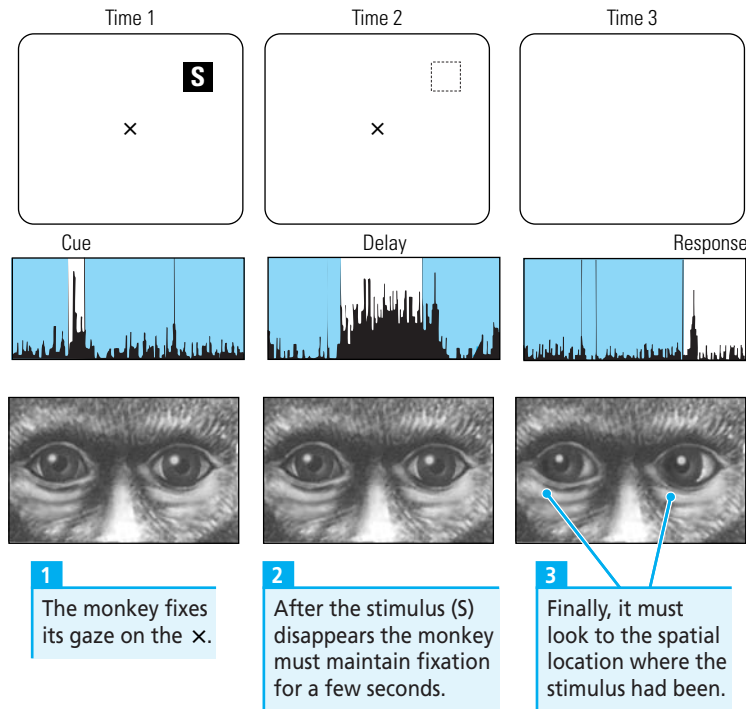 Time 1
Time 2
Time 3
S
×
×
Cue
Delay
Response
1
The monkey fixes
its gaze on the ×.
2
After the stimulus (S)
disappears the monkey
must maintain fixation
for a few seconds.
3
Finally, it must
look to the spatial
location where the
stimulus had been.